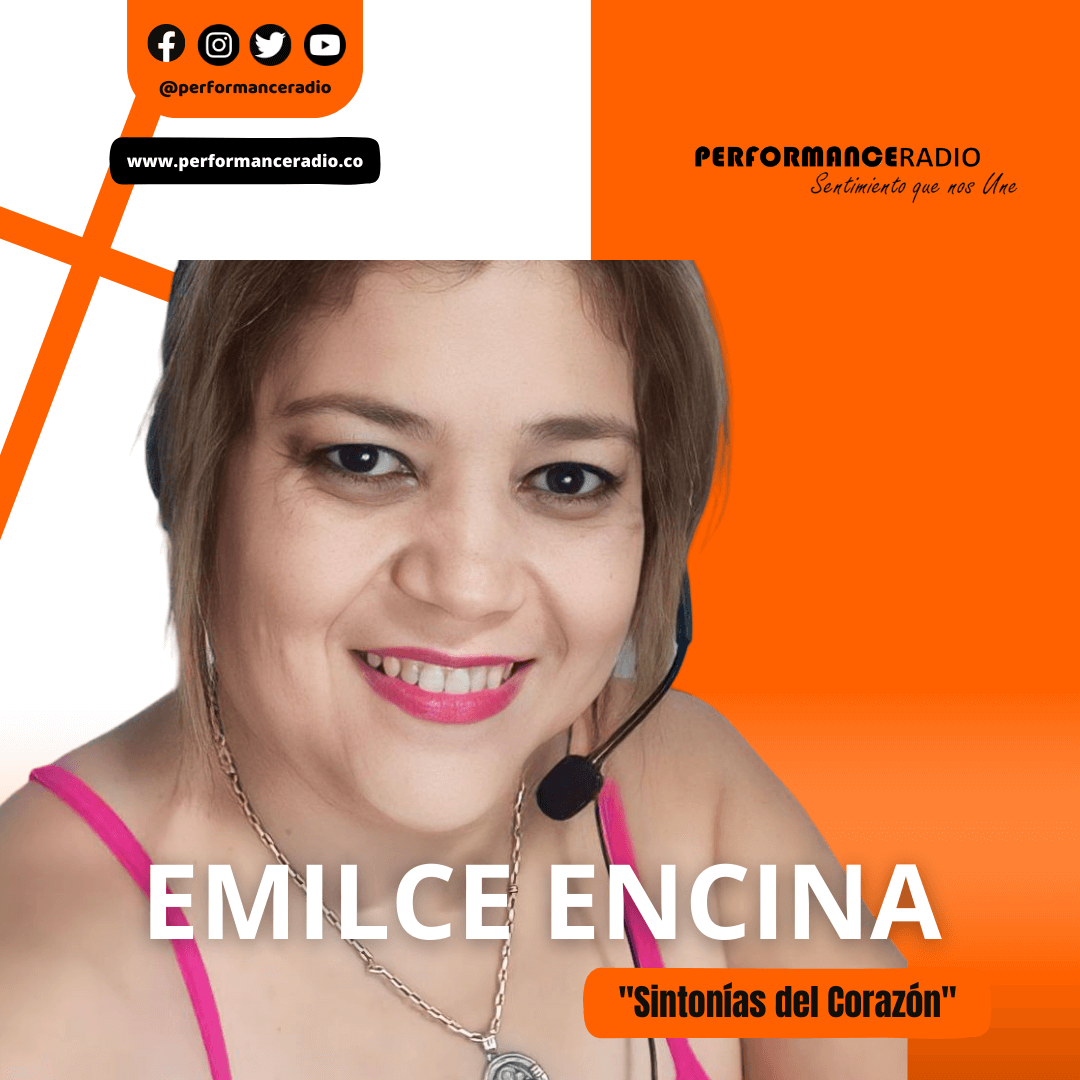 @performanceradio
www.performanceradio.co
PERFORMANCERADIO
Sentimiento que nos Une
EMILCE ENCINA
"Sintonías del Corazón"